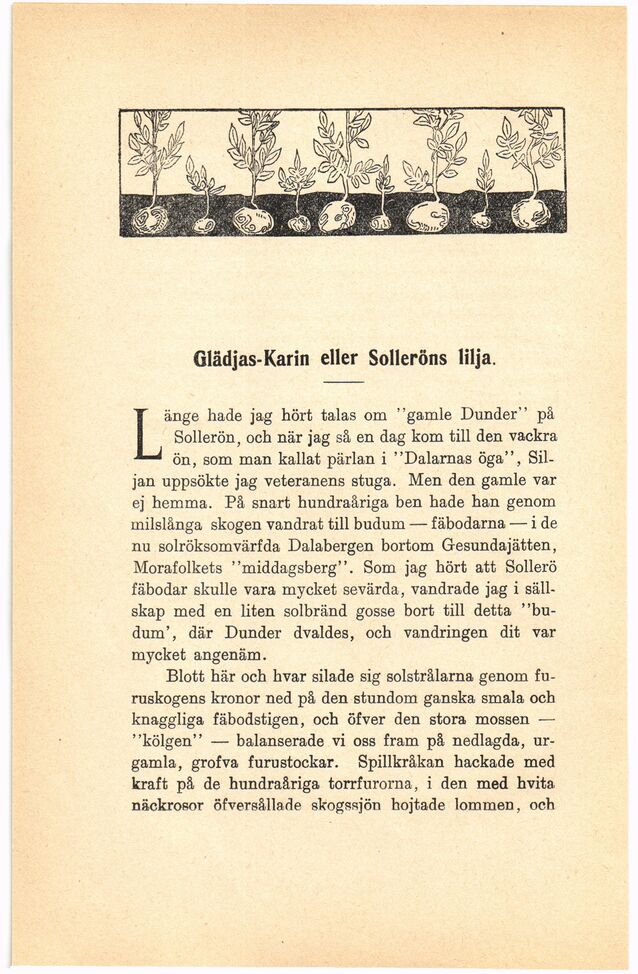 Glädjas-Karin eller Solleröns lilja.
Länge hade jag hört talas om ''gamle Dunder'' på
Sollerön, och när jag så en dag kom till den vackra
ön, som man kallat pärlan i ''Dalarnas öga'', Sil-
jan uppsökte jag veteranens stuga. Men den gamle var
ej hemma. På snart hundraåriga ben hade han genom
milslånga skogen vandrat till budum — fäbodarna — i de
nu solröksomvärfda Dalabergen bortom Gesundajätten,
Morafolkets ''middagsberg''. Som jag hört att Sollerö
fäbodar skulle vara mycket sevärda, vandrade jag i säll-
skap med en liten solbränd gosse bort till detta ''bu-
dum', där Dunder dvaldes, och vandringen dit var
mycket angenäm.
Blott här och hvar silade sig solstrålarna genom fu-
ruskogens kronor ned på den stundom ganska smala och
knaggliga fäbodstigen, och öfver den stora mossen —
''kölgen'' — balanserade vi oss fram på nedlagda, ur-
gamla, grofva furustockar. Spillkråkan hackade med
kraft på de hundraåriga torrfurorna, i den med hvita
näckrosor öfversållade skogssjön hojtade lommen, och